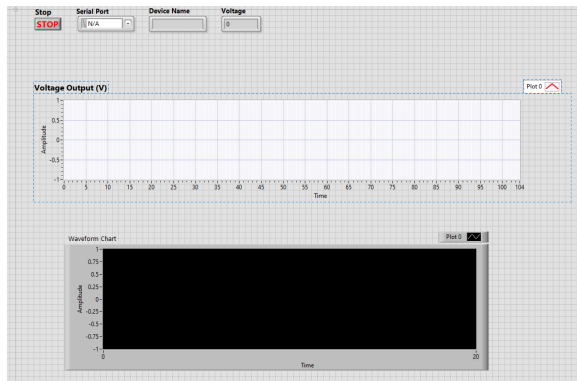 Stop Serial Port Device Name Voltage
STOP N/A 0
Voltage Output (V) Plot 0
1
0.5
0
-0.5
-1
Amplitude
0 5 10 15 20 25 30 35 40 45 50 55 60 65 70 75 80 85 90 95 100 104
Time
Waveform Chart Plot 0
1
0.75
0.5
0.25
0
-0.25
-0.5
-0.75
-1
Amplitude
0 20
Time